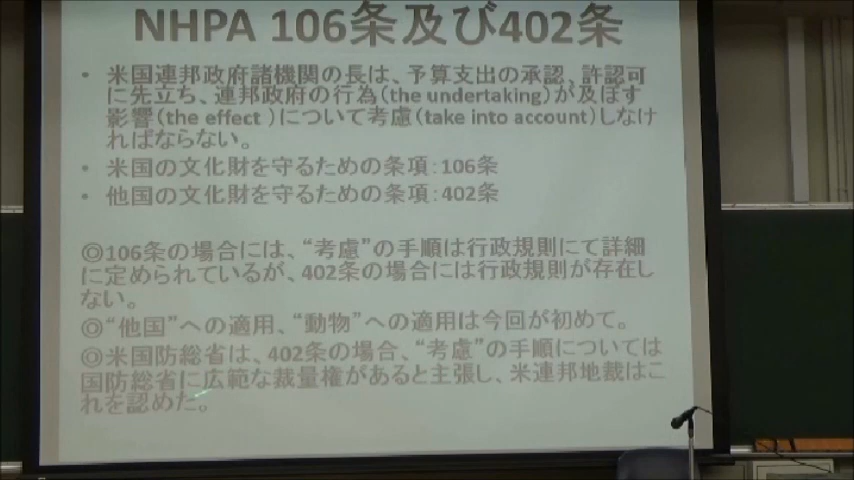 NHPA 106条及び402条
• 米国連邦政府諸機関の長は、予算支出の承認、許認可
に先立ち、連邦政府の行為（the undertaking）が及ぼす
影響（the effect ）について考慮（take into account）しなけ
ればならない。
• 米国の文化財を守るための条項：106条
• 他国の文化財を守るための条項：402条
◎106条の場合には、“考慮”の手順は行政規則にて詳細
に定められているが、402条の場合には行政規則が存在し
ない。
◎“他国”への適用、“動物”への適用は今回が初めて。
◎米国防総省は、402条の場合、“考慮”の手順については
国防総省に広範な裁量権があると主張し、米連邦地裁はこ
れを認めた。